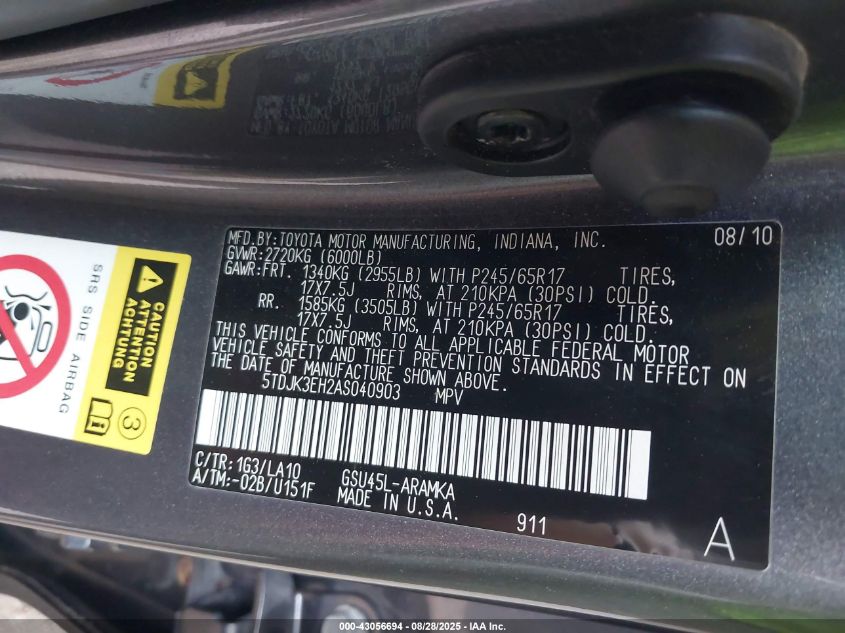 MFD.BY:TOYOTA MOTOR MANUFACTURING, INDIANA, INC. 08/10
GVWR:2720KG (6000LB)
GAWR:FRT. 1340KG (2955LB) WITH P245/65R17 TIRES,
17X7.5J RIMS, AT 210KPA (30PSI) COLD.
RR. 1585KG (3505LB) WITH P245/65R17 TIRES,
17X7.5J RIMS, AT 210KPA (30PSI) COLD.
THIS VEHICLE CONFORMS TO ALL APPLICABLE FEDERAL MOTOR
VEHICLE SAFETY AND THEFT PREVENTION STANDARDS IN EFFECT ON
THE DATE OF MANUFACTURE SHOWN ABOVE.
5TDJK3EH2AS040903 MPV
C/TR:1G3/LA10 GSU45L-ARAMKA
A/TM:-02B/U151F MADE IN U.S.A.
911
A
CAUTION
ATTENTION
ACHTUNG
3
SRS SIDE AIRBAG
000-43056694 - 08/28/2025 - IAA Inc.